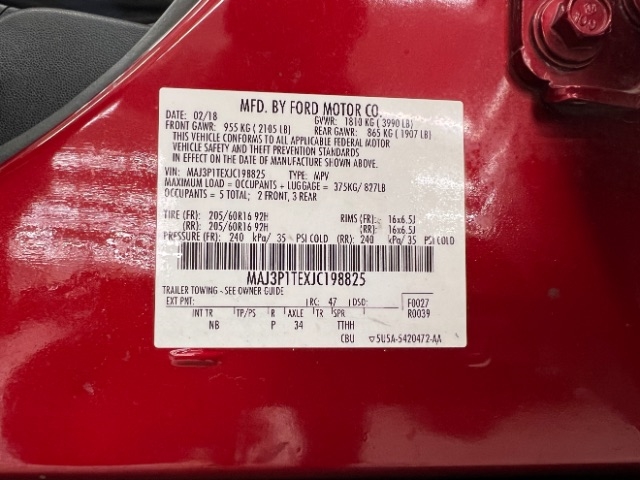 MFD. BY FORD MOTOR CO.
DATE: 02/18 GVWR: 1810 KG ( 3990 LB)
FRONT GAWR: 955 KG ( 2105 LB) REAR GAWR: 865 KG ( 1907 LB)
THIS VEHICLE CONFORMS TO ALL APPLICABLE FEDERAL MOTOR
VEHICLE SAFETY AND THEFT PREVENTION STANDARDS
IN EFFECT ON THE DATE OF MANUFACTURE SHOWN ABOVE.
VIN: MAJ3P1TEXJC198825 TYPE: MPV
MAXIMUM LOAD = OCCUPANTS + LUGGAGE = 375KG/ 827LB
OCCUPANTS = 5 TOTAL; 2 FRONT, 3 REAR
TIRE (FR): 205/60R16 92H RIMS (FR): 16x6.5J
(RR): 205/60R16 92H (RR): 16x6.5J
PRESSURE (FR): 240 kPa/ 35 PSI COLD (RR): 240 kPa/ 35 PSI COLD
MAJ3P1TEXJC198825
TRAILER TOWING - SEE OWNER GUIDE
EXT PNT: RC: 47 DSO: F0027
R0039
INT TR TP/PS R AXLE TR SPR
NB P 34 TTHH
CBU ▽5U5A-5420472-AA